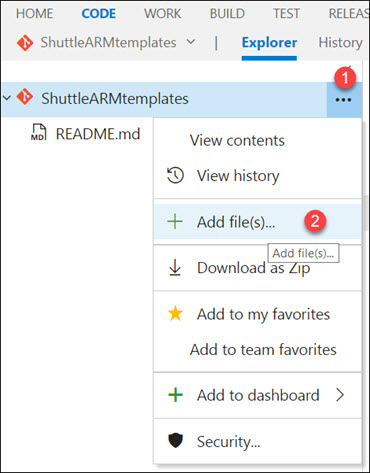 HOME CODE WORK BUILD TEST RELEAS
ShuttleARMtemplates | Explorer History
1
ShuttleARMtemplates ...
MD README.md
View contents
View history
Add file(s)... 2
Add file(s)...
Download as Zip
Add to my favorites
Add to team favorites
Add to dashboard
Security...